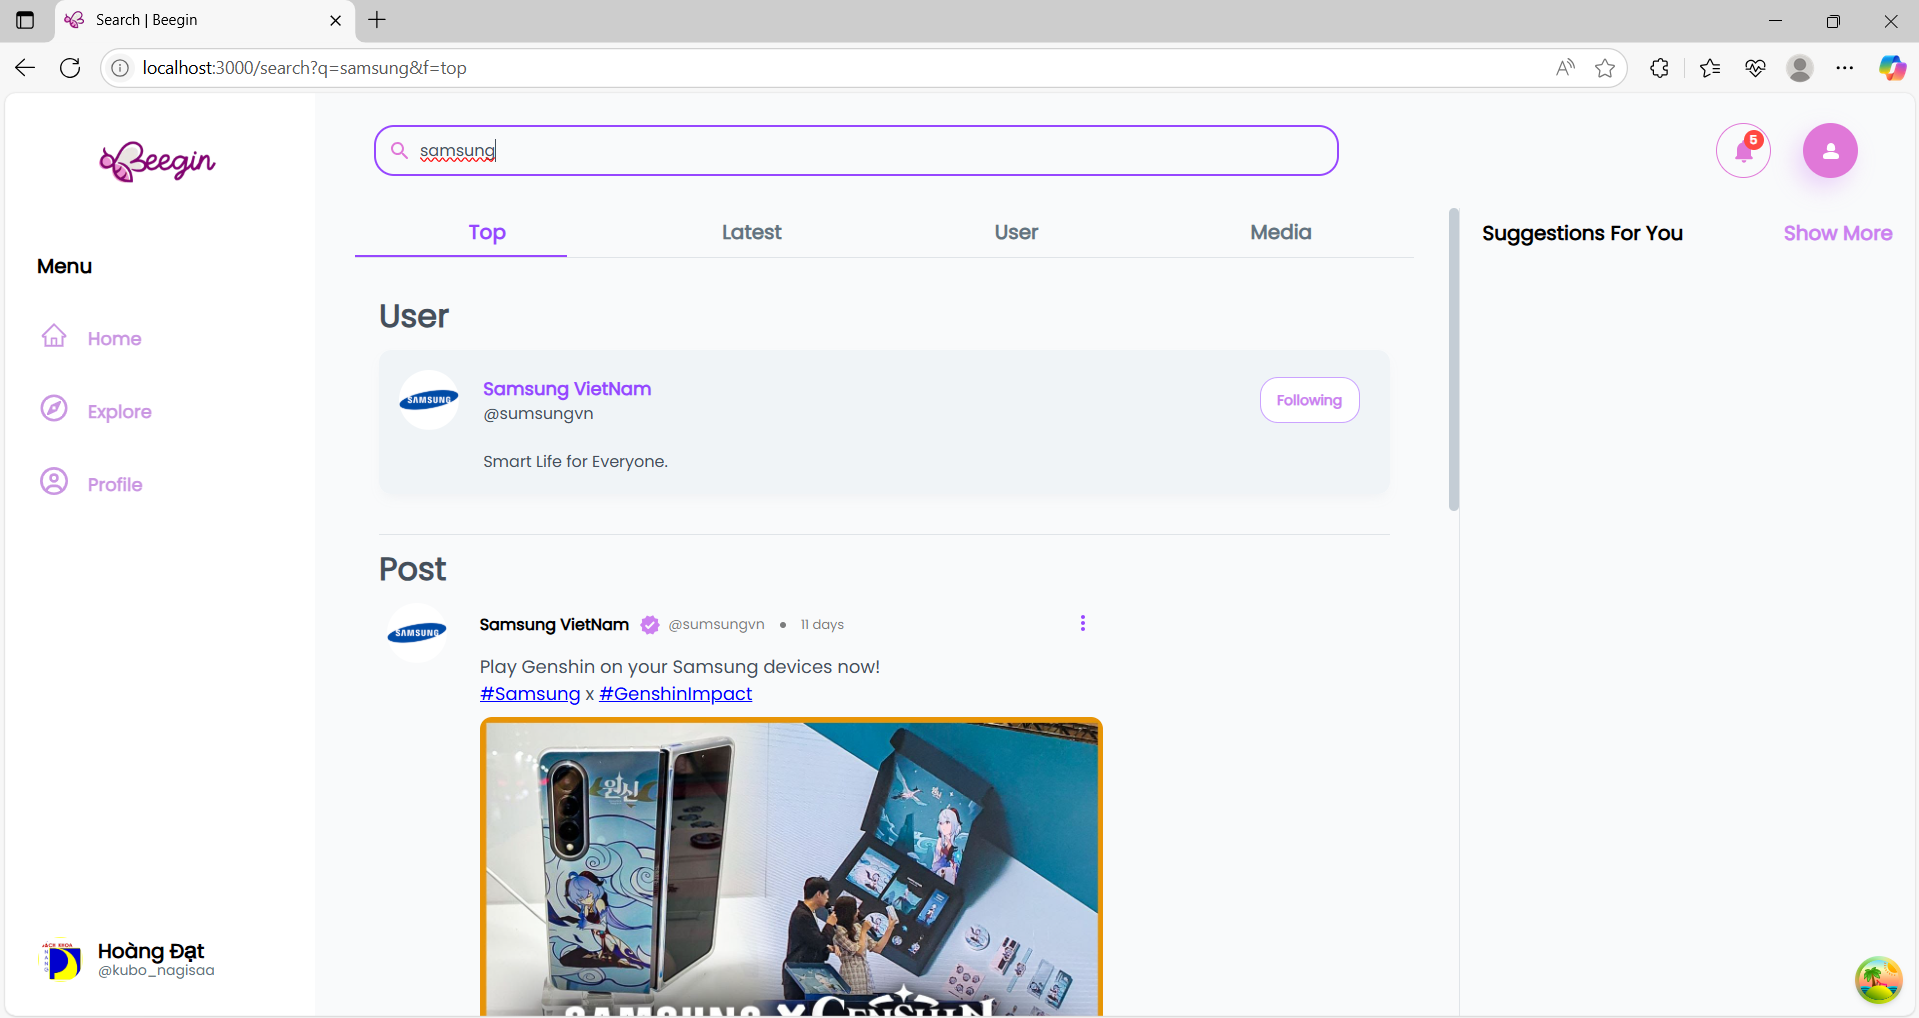 Search | Beegin
localhost:3000/search?q=samsung&f=top
Beegin
samsung
5
Menu
Home
Explore
Profile
Top
Latest
User
Media
Suggestions For You
Show More
User
SAMSUNG
Samsung VietNam
@sumsungvn
Following
Smart Life for Everyone.
Post
SAMSUNG
Samsung VietNam @sumsungvn • 11 days
Play Genshin on your Samsung devices now!
#Samsung x #GenshinImpact
원신
SAMSUNG X GENSHIN
Hoàng Đạt
@kubo_nagisaa